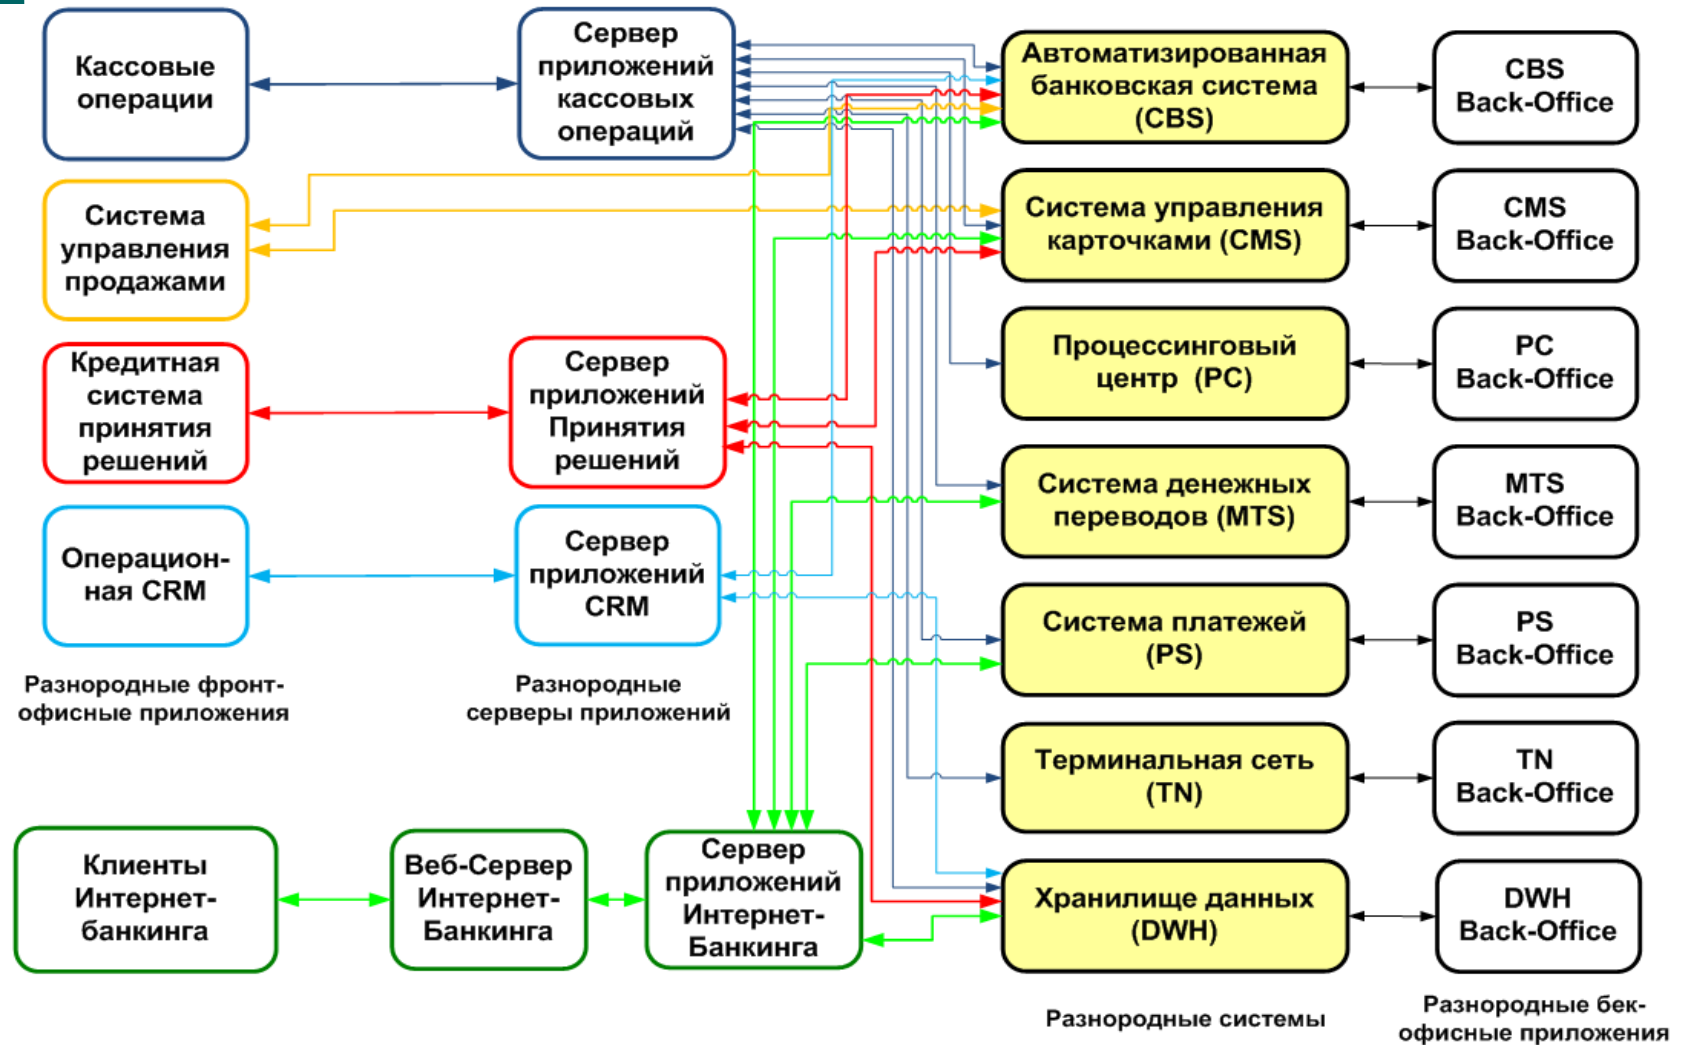 Кассовые
операции
Сервер
приложений
кассовых
операций
Автоматизированная
банковская система
(CBS)
CBS
Back-Office
Система
управления
продажами
Система управления
карточками (CMS)
CMS
Back-Office
Кредитная
система
принятия
решений
Сервер
приложений
Принятия
решений
Процессинговый
центр (PC)
PC
Back-Office
Система денежных
переводов (MTS)
MTS
Back-Office
Операцион-
ная CRM
Сервер
приложений
CRM
Система платежей
(PS)
PS
Back-Office
Разнородные фронт-
офисные приложения
Разнородные
серверы приложений
Терминальная сеть
(TN)
TN
Back-Office
Клиенты
Интернет-
банкинга
Веб-Сервер
Интернет-
Банкинга
Сервер
приложений
Интернет-
Банкинга
Хранилище данных
(DWH)
DWH
Back-Office
Разнородные системы
Разнородные бек-
офисные приложения